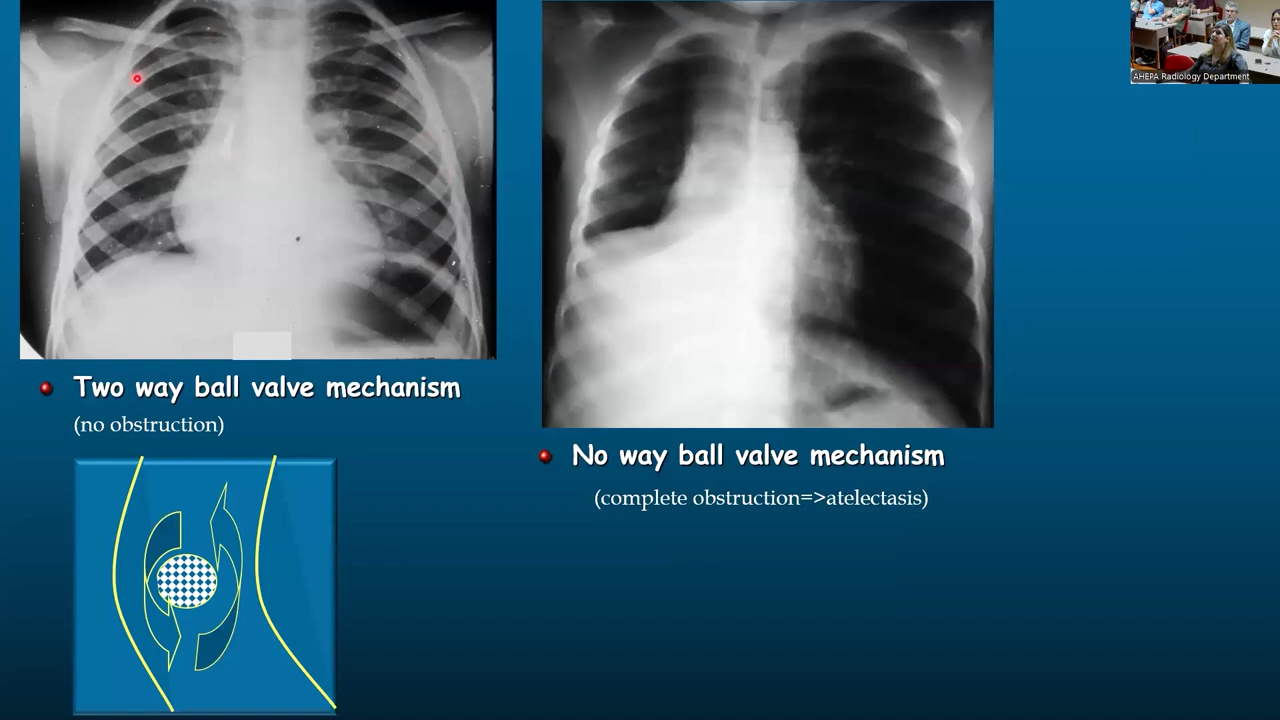 AHEPA Radiology Department
Two way ball valve mechanism
(no obstruction)
No way ball valve mechanism
(complete obstruction=>atelectasis)